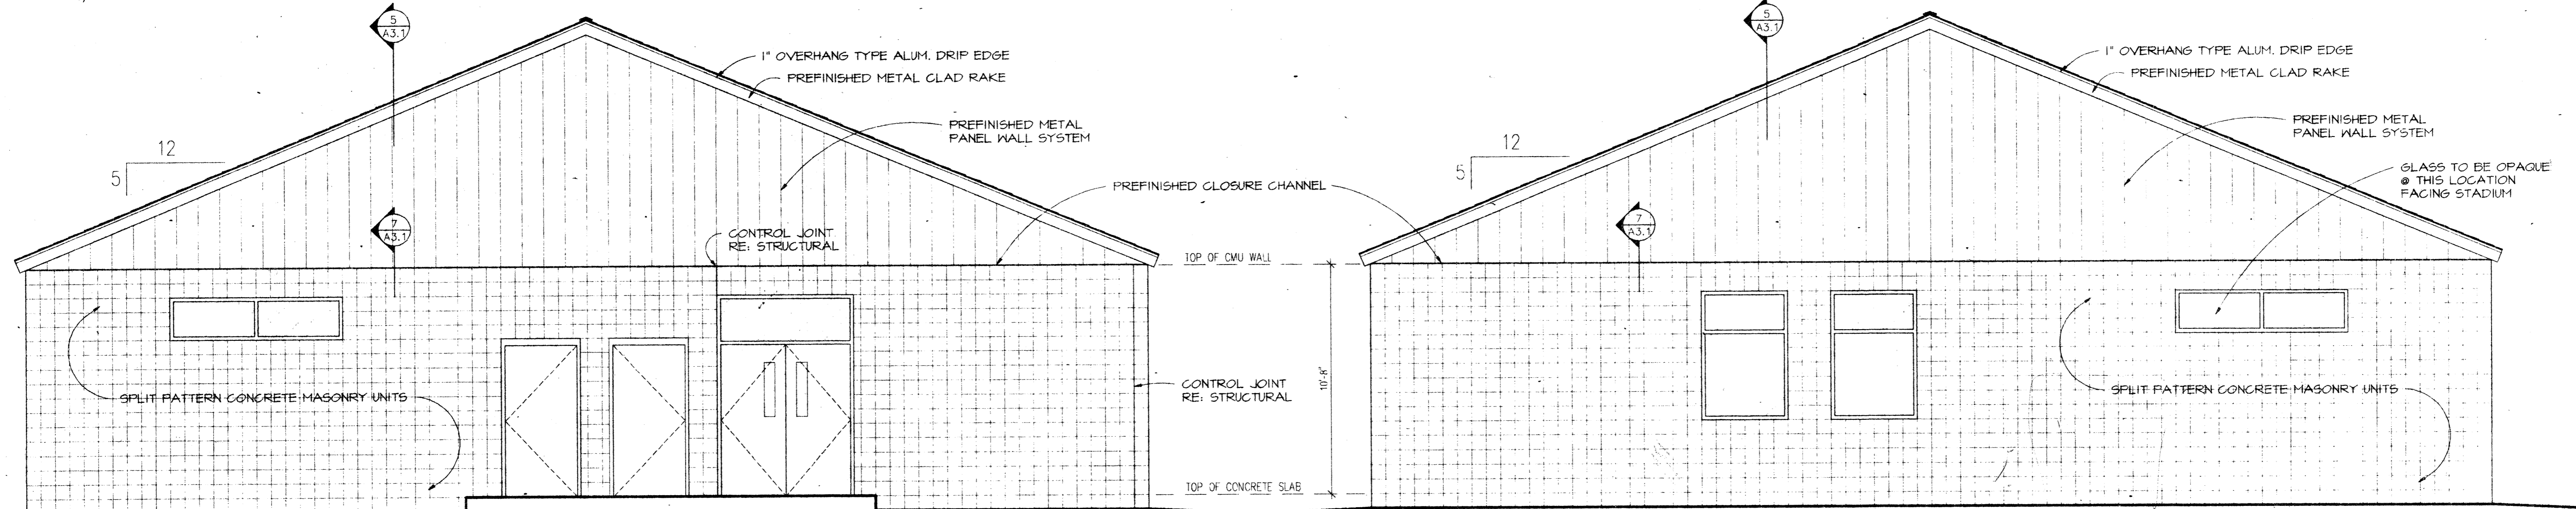 5
A3.1
1" OVERHANG TYPE ALUM. DRIP EDGE
PREFINISHED METAL CLAD RAKE
PREFINISHED METAL
PANEL WALL SYSTEM
12
5
7
A3.1
CONTROL JOINT
RE: STRUCTURAL
PREFINISHED CLOSURE CHANNEL
TOP OF CMU WALL
SPLIT PATTERN CONCRETE MASONRY UNITS
CONTROL JOINT
RE: STRUCTURAL
10'-8"
TOP OF CONCRETE SLAB
5
A3.1
1" OVERHANG TYPE ALUM. DRIP EDGE
PREFINISHED METAL CLAD RAKE
PREFINISHED METAL
PANEL WALL SYSTEM
12
5
GLASS TO BE OPAQUE
@ THIS LOCATION
FACING STADIUM
7
A3.1
SPLIT PATTERN CONCRETE MASONRY UNITS